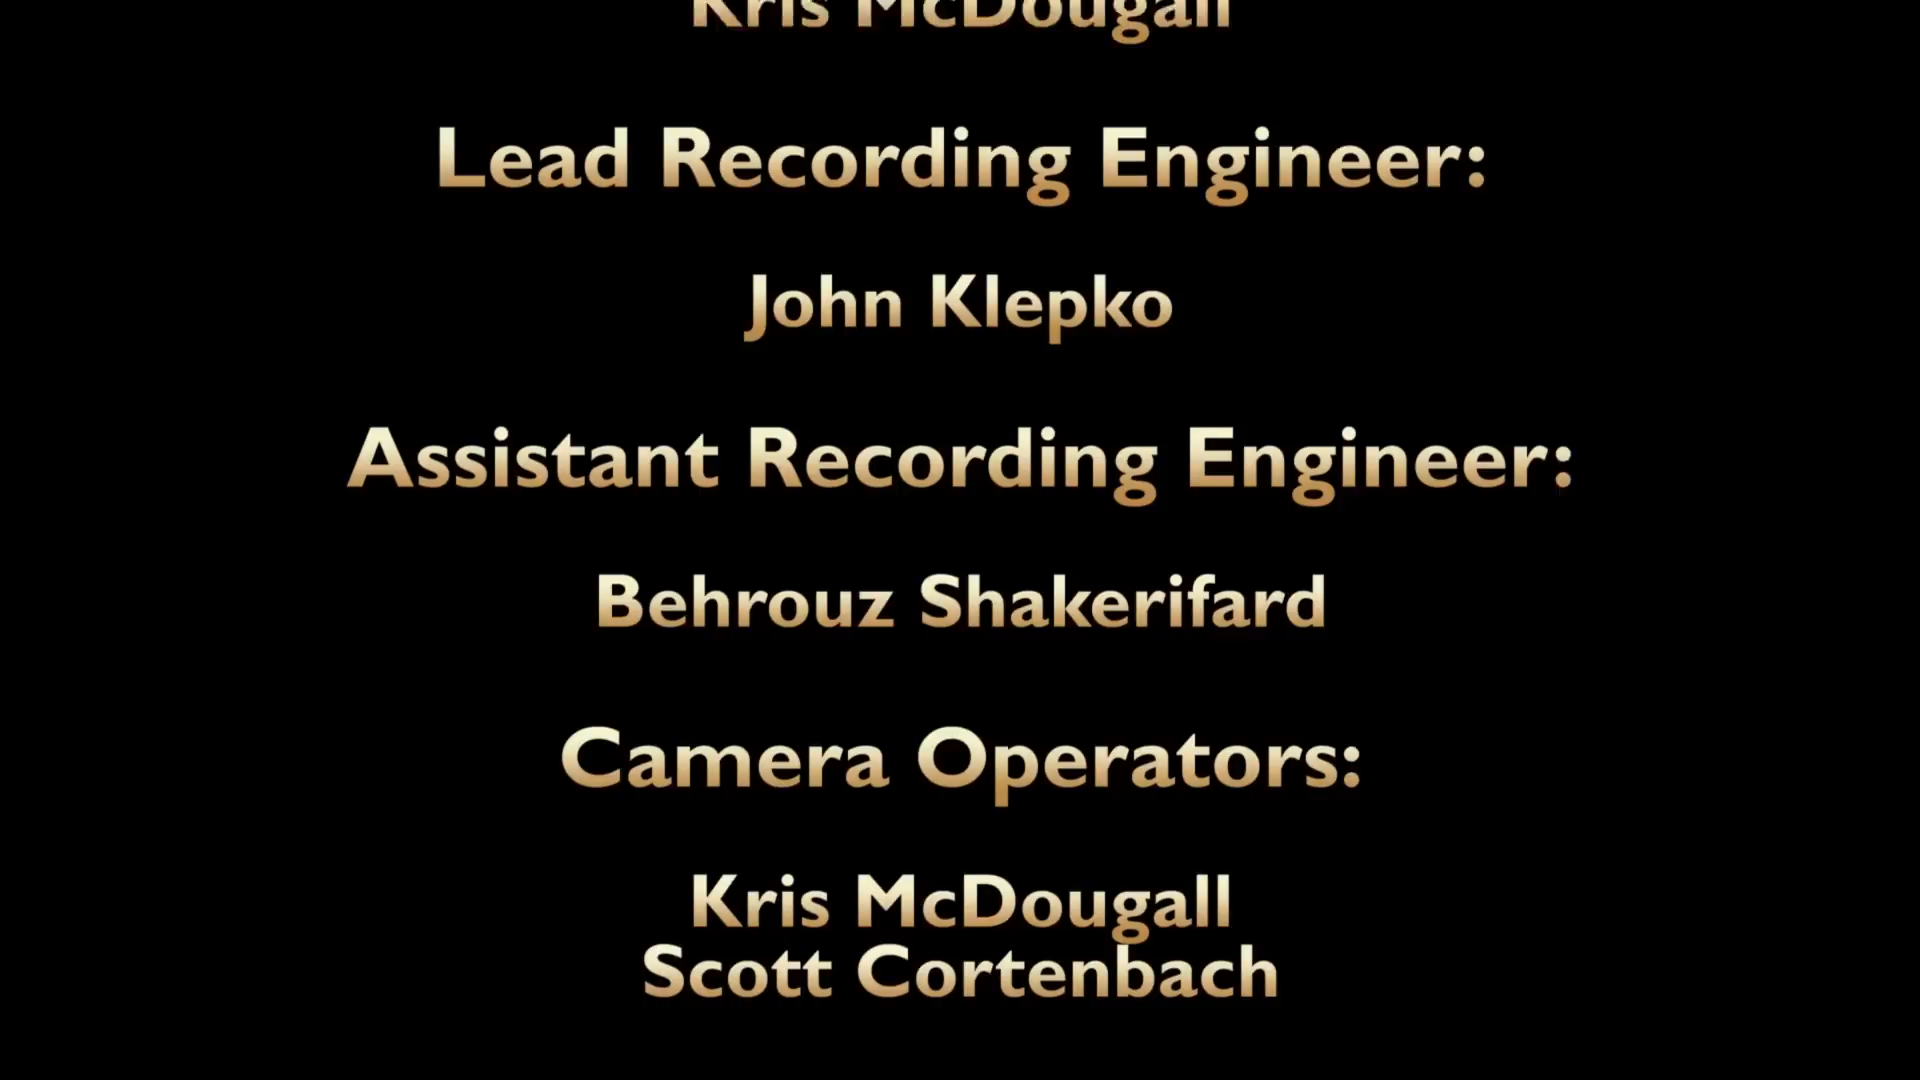 Kris McDougall
Lead Recording Engineer:
John Klepko
Assistant Recording Engineer:
Behrouz Shakerifard
Camera Operators:
Kris McDougall
Scott Cortenbach